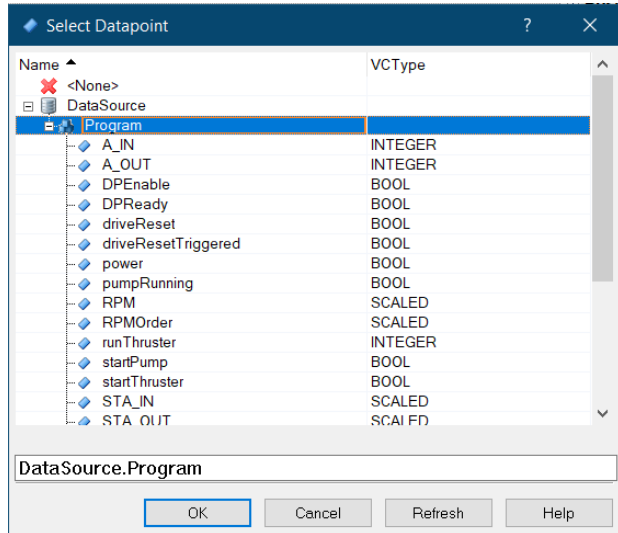 Select Datapoint ? ×
Name VCType
<None>
DataSource
Program
A_IN INTEGER
A_OUT INTEGER
DPEnable BOOL
DPReady BOOL
driveReset BOOL
driveResetTriggered BOOL
power BOOL
pumpRunning BOOL
RPM SCALED
RPMOrder SCALED
runThruster INTEGER
startPump BOOL
startThruster BOOL
STA_IN SCALED
STA_OUT SCALED
DataSource.Program
OK Cancel Refresh Help